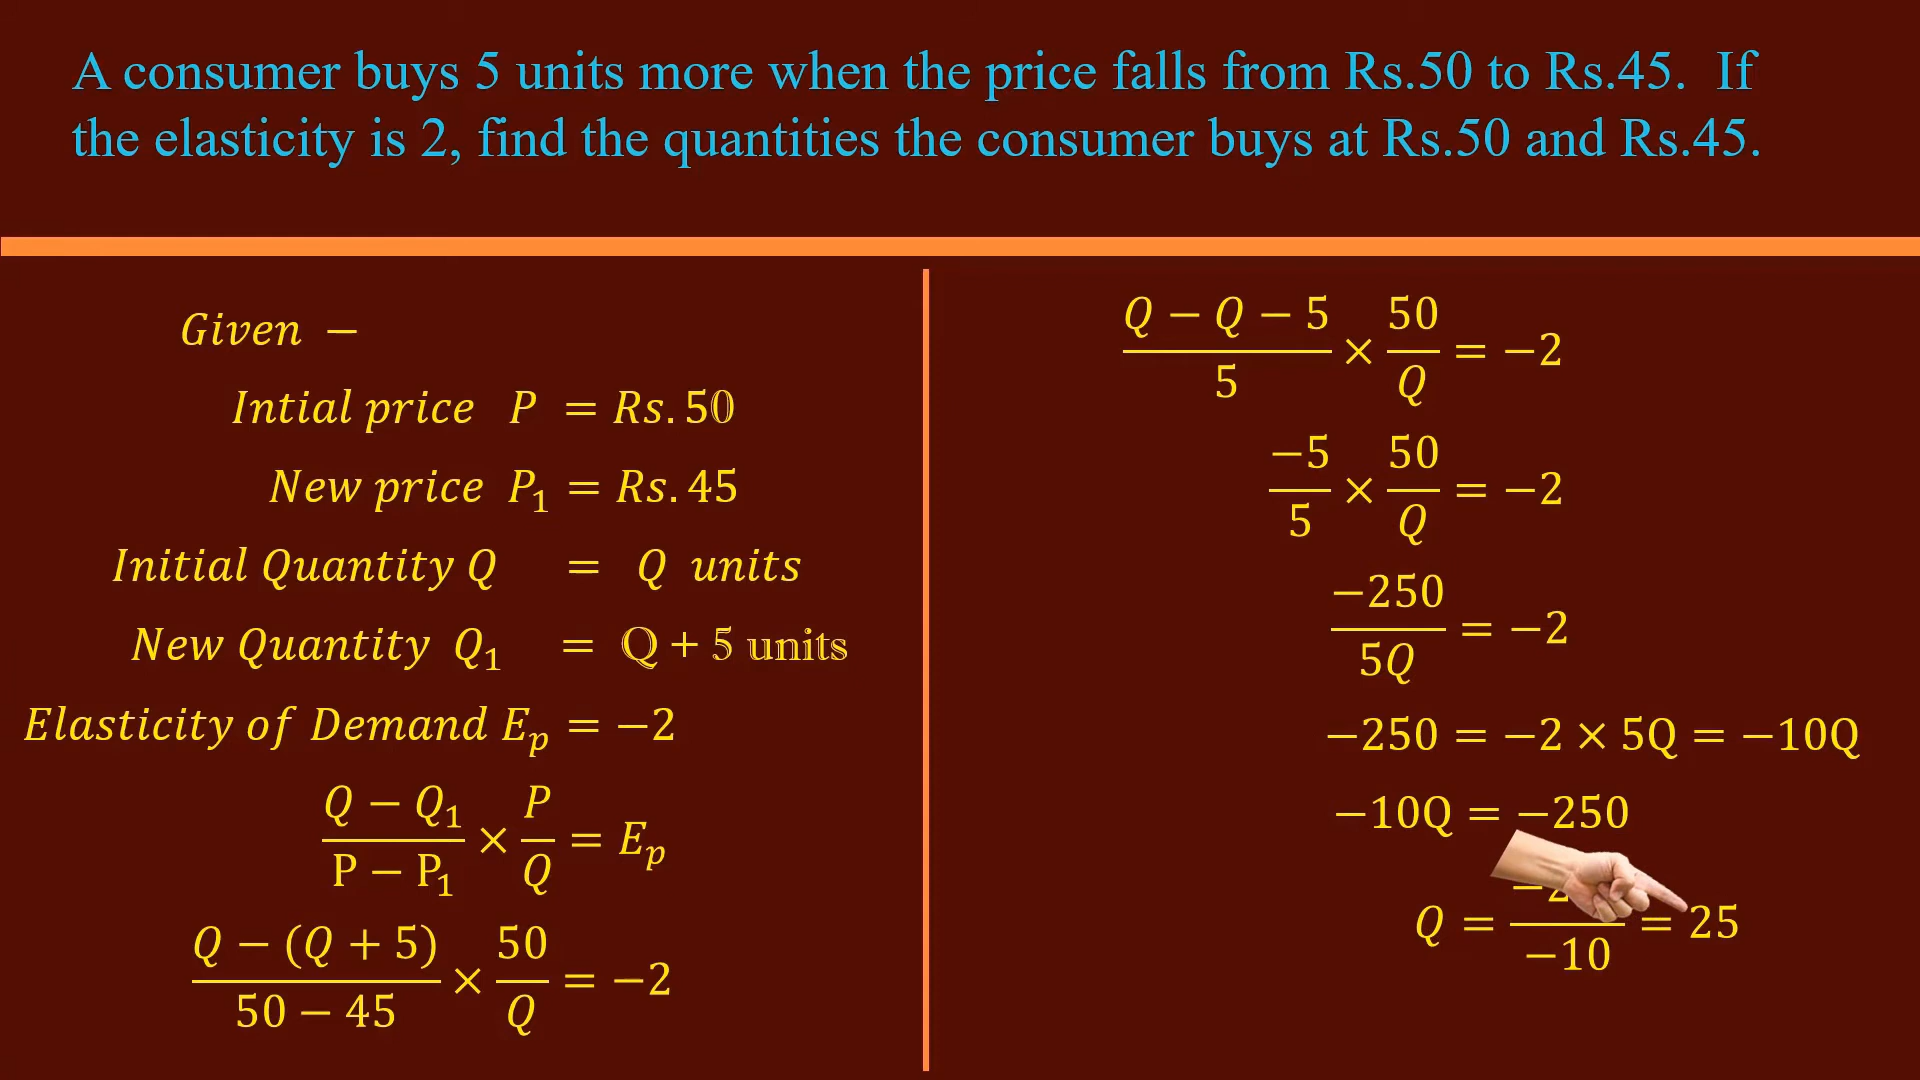 A consumer buys 5 units more when the price falls from Rs.50 to Rs.45. If
the elasticity is 2, find the quantities the consumer buys at Rs.50 and Rs.45.
Given −
Intial price P = Rs. 50
New price P₁ = Rs. 45
Initial Quantity Q = Q units
New Quantity Q₁ = Q + 5 units
Elasticity of Demand Eₚ = −2
(Q − Q₁)/(P − P₁) × P/Q = Eₚ
(Q − (Q + 5))/(50 − 45) × 50/Q = −2
(Q − Q − 5)/5 × 50/Q = −2
−5/5 × 50/Q = −2
−250/5Q = −2
−250 = −2 × 5Q = −10Q
−10Q = −250
Q = /−10 = 25